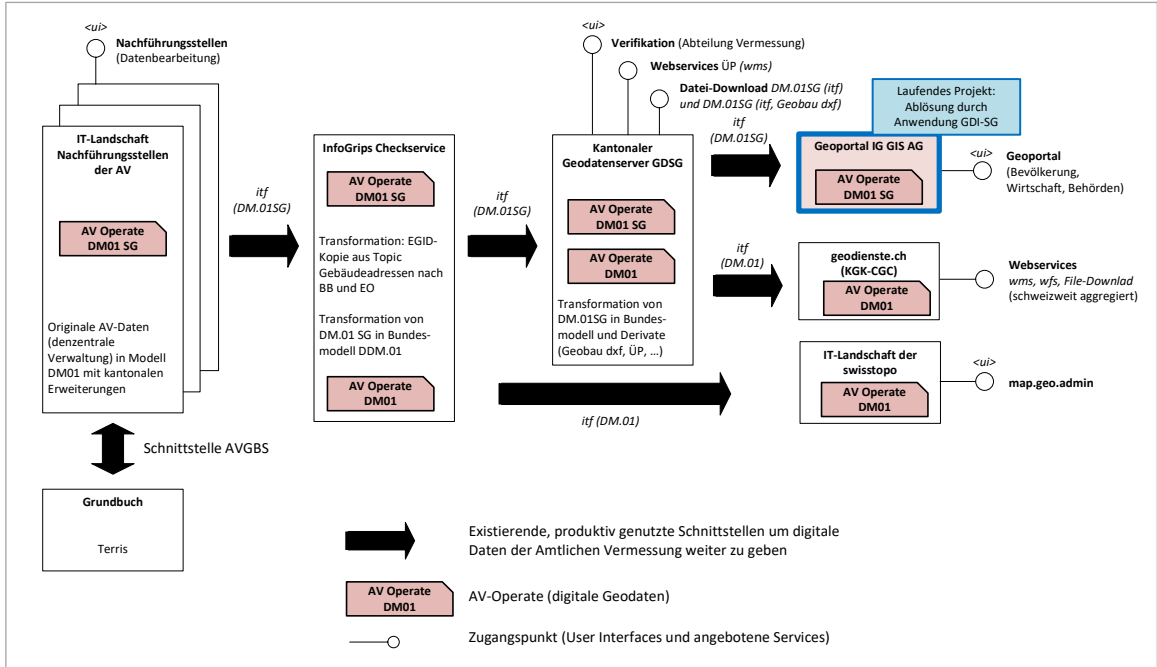 <ui>
Nachführungsstellen
(Datenbearbeitung)
IT-Landschaft
Nachführungsstellen
der AV
AV Operate
DM01 SG
Originale AV-Daten
(denzentrale
Verwaltung) in Modell
DM01 mit kantonalen
Erweiterungen
itf
(DM.01SG)
Schnittstelle AVGBS
Grundbuch
Terris
InfoGrips Checkservice
AV Operate
DM01 SG
Transformation: EGID-
Kopie aus Topic
Gebäudeadressen nach
BB und EO
Transformation von
DM.01 SG in Bundes-
modell DDM.01
AV Operate
DM01
itf
(DM.01SG)
itf (DM.01)
<ui>
Verifikation (Abteilung Vermessung)
Webservices ÜP (wms)
Datei-Download DM.01SG (itf)
und DM.01SG (itf, Geobau dxf)
Kantonaler
Geodatenserver GDSG
AV Operate
DM01 SG
AV Operate
DM01
Transformation von
DM.01SG in Bundes-
modell und Derivate
(Geobau dxf, ÜP, ...)
itf
(DM.01SG)
itf
(DM.01)
Laufendes Projekt:
Ablösung durch
Anwendung GDI-SG
Geoportal IG GIS AG
AV Operate
DM01 SG
<ui>
Geoportal
(Bevölkerung,
Wirtschaft, Behörden)
geodienste.ch
(KGK-CGC)
AV Operate
DM01
Webservices
wms, wfs, File-Downlad
(schweizweit aggregiert)
IT-Landschaft der
swisstopo
AV Operate
DM01
<ui>
map.geo.admin
Existierende, produktiv genutzte Schnittstellen um digitale
Daten der Amtlichen Vermessung weiter zu geben
AV Operate
DM01
AV-Operate (digitale Geodaten)
Zugangspunkt (User Interfaces und angebotene Services)